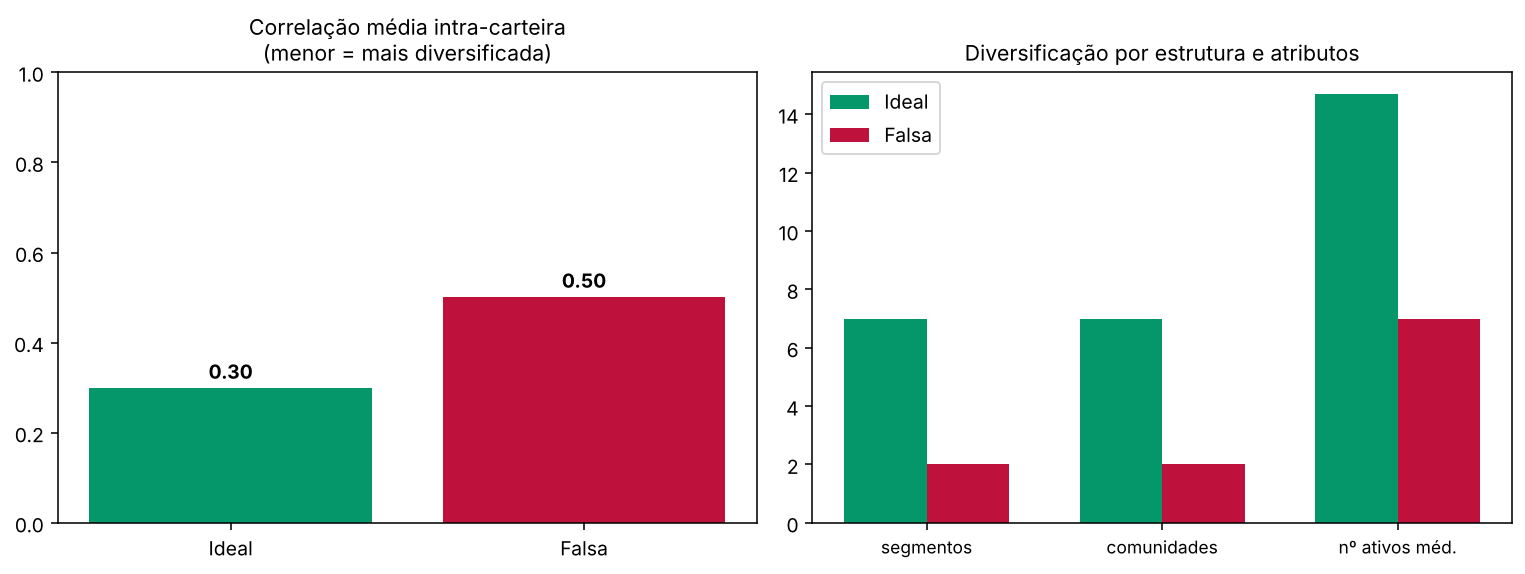 Correlação média intra-carteira
(menor = mais diversificada)
1.0
0.8
0.6
0.4
0.2
0.0
0.30
0.50
Ideal
Falsa
Diversificação por estrutura e atributos
Ideal
Falsa
14
12
10
8
6
4
2
0
segmentos
comunidades
nº ativos méd.